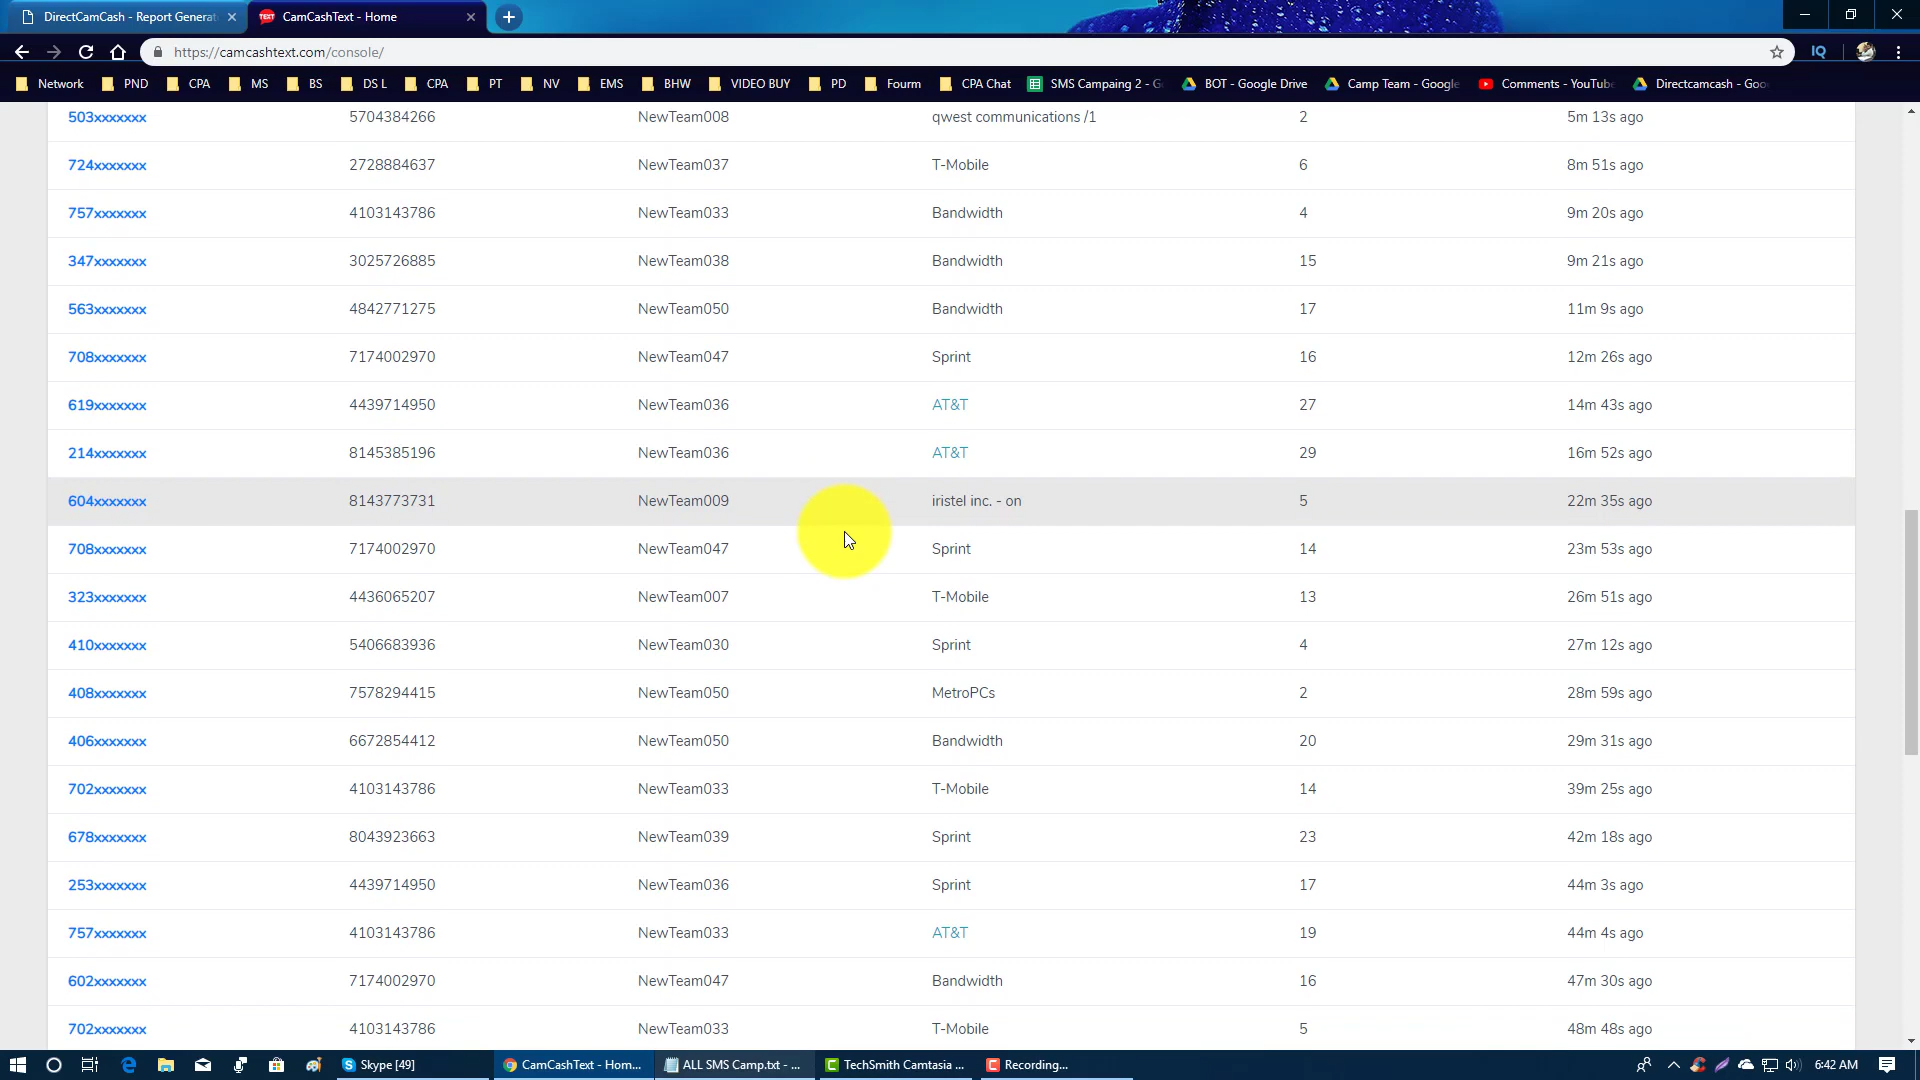 DirectCamCash - Report Generat
CamCashText - Home
https://camcashtext.com/console/
IQ
Network PND CPA MS BS DS L CPA PT NV EMS BHW VIDEO BUY PD Fourm CPA Chat SMS Campaing 2 - G BOT - Google Drive Camp Team - Google Comments - YouTube Directcamcash - Goo
503xxxxxxx 5704384266 NewTeam008 qwest communications /1 2 5m 13s ago
724xxxxxxx 2728884637 NewTeam037 T-Mobile 6 8m 51s ago
757xxxxxxx 4103143786 NewTeam033 Bandwidth 4 9m 20s ago
347xxxxxxx 3025726885 NewTeam038 Bandwidth 15 9m 21s ago
563xxxxxxx 4842771275 NewTeam050 Bandwidth 17 11m 9s ago
708xxxxxxx 7174002970 NewTeam047 Sprint 16 12m 26s ago
619xxxxxxx 4439714950 NewTeam036 AT&T 27 14m 43s ago
214xxxxxxx 8145385196 NewTeam036 AT&T 29 16m 52s ago
604xxxxxxx 8143773731 NewTeam009 iristel inc. - on 5 22m 35s ago
708xxxxxxx 7174002970 NewTeam047 Sprint 14 23m 53s ago
323xxxxxxx 4436065207 NewTeam007 T-Mobile 13 26m 51s ago
410xxxxxxx 5406683936 NewTeam030 Sprint 4 27m 12s ago
408xxxxxxx 7578294415 NewTeam050 MetroPCs 2 28m 59s ago
406xxxxxxx 6672854412 NewTeam050 Bandwidth 20 29m 31s ago
702xxxxxxx 4103143786 NewTeam033 T-Mobile 14 39m 25s ago
678xxxxxxx 8043923663 NewTeam039 Sprint 23 42m 18s ago
253xxxxxxx 4439714950 NewTeam036 Sprint 17 44m 3s ago
757xxxxxxx 4103143786 NewTeam033 AT&T 19 44m 4s ago
602xxxxxxx 7174002970 NewTeam047 Bandwidth 16 47m 30s ago
702xxxxxxx 4103143786 NewTeam033 T-Mobile 5 48m 48s ago
Skype [49] CamCashText - Hom... ALL SMS Camp.txt - ... TechSmith Camtasia ... Recording... 6:42 AM